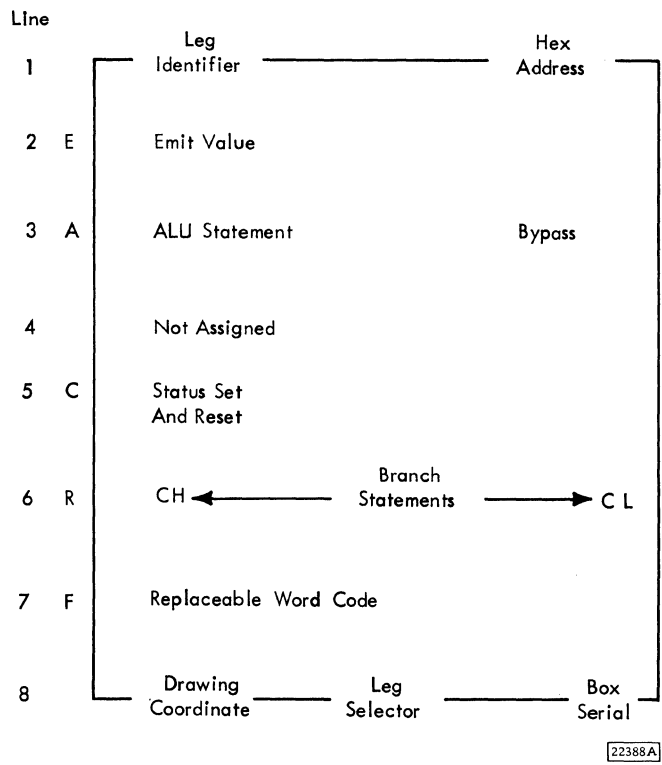 Line
1 Leg Identifier Hex Address
2 E Emit Value
3 A ALU Statement Bypass
4 Not Assigned
5 C Status Set
And Reset
6 R CH Branch Statements CL
7 F Replaceable Word Code
8 Drawing Coordinate Leg Selector Box Serial
22388A